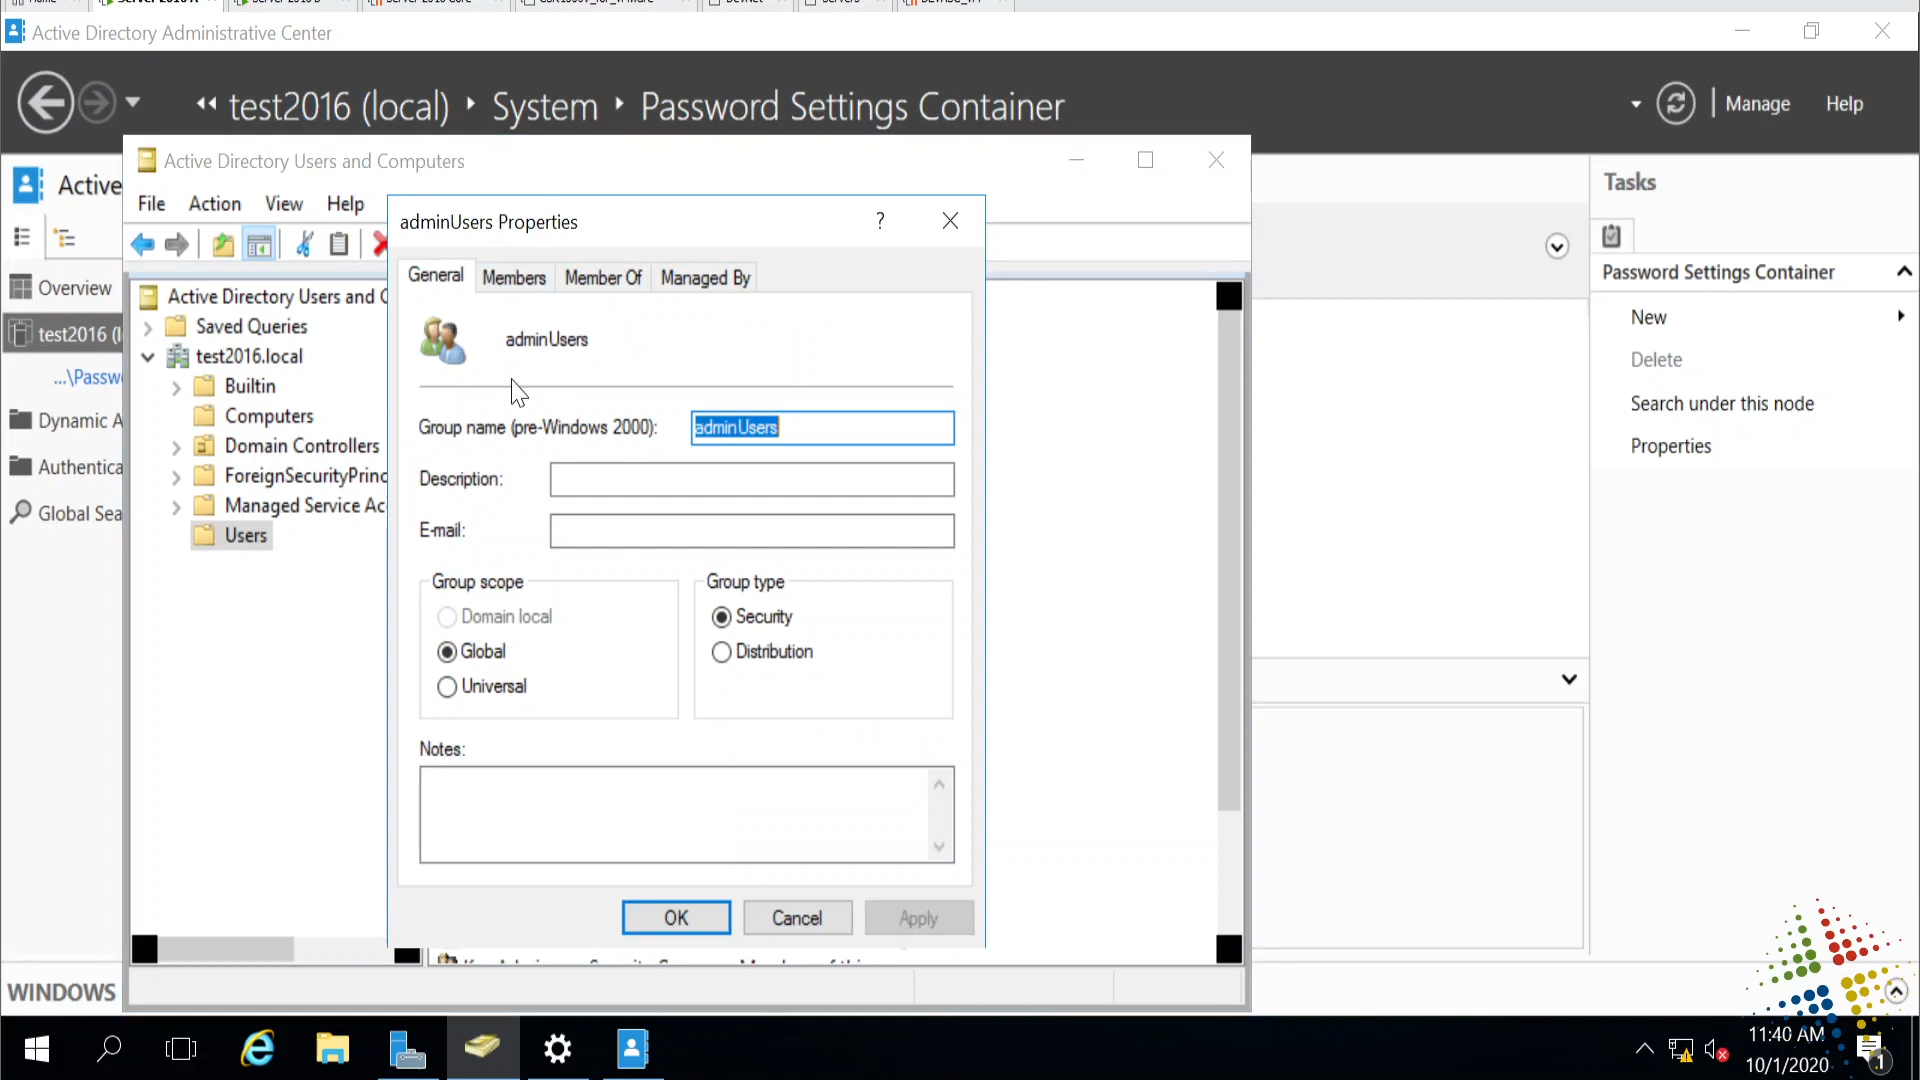 Active Directory Administrative Center
test2016 (local) System Password Settings Container
Manage Help
Active
Active Directory Users and Computers
File Action View Help
Overview
test2016 (l
...\Passw
Dynamic A
Authentica
Global Sea
WINDOWS
Active Directory Users and C
Saved Queries
test2016.local
Builtin
Computers
Domain Controllers
ForeignSecurityPrinc
Managed Service Ac
Users
adminUsers Properties
?
General Members Member Of Managed By
adminUsers
Group name (pre-Windows 2000): adminUsers
Description:
E-mail:
Group scope
Domain local
Global
Universal
Group type
Security
Distribution
Notes:
OK Cancel Apply
Tasks
Password Settings Container
New
Delete
Search under this node
Properties
11:40 AM
10/1/2020
1